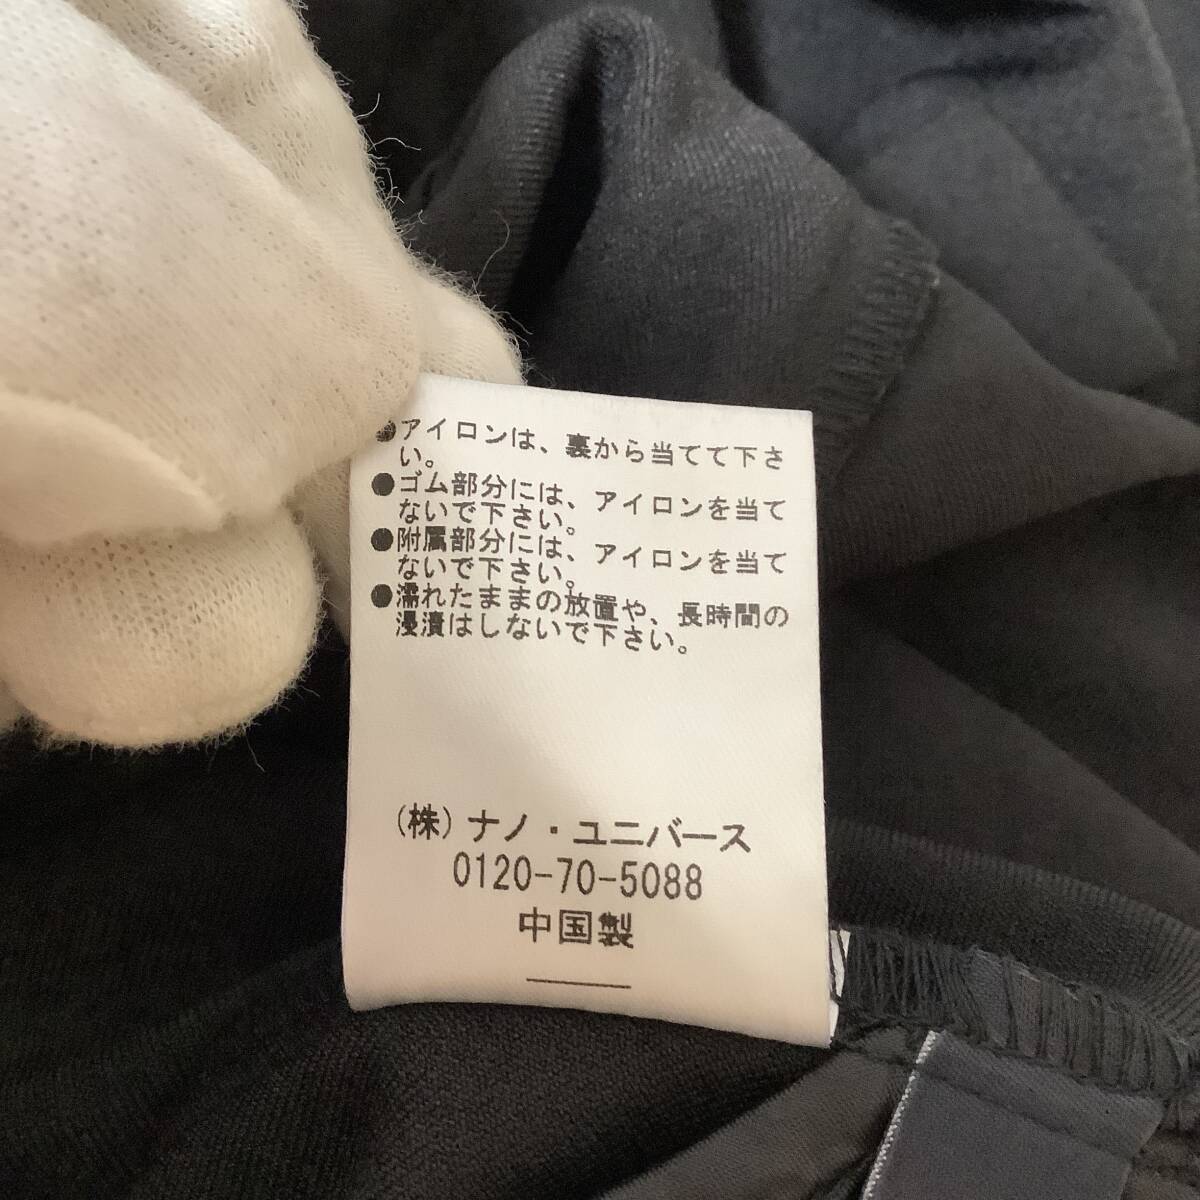 ●アイロンは、裏から当てて下さ
い。
●ゴム部分には、アイロンを当て
ないで下さい。
●附属部分には、アイロンを当て
ないで下さい。
●濡れたままの放置や、長時間の
浸漬はしないで下さい。
(株)ナノ・ユニバース
0120-70-5088
中国製